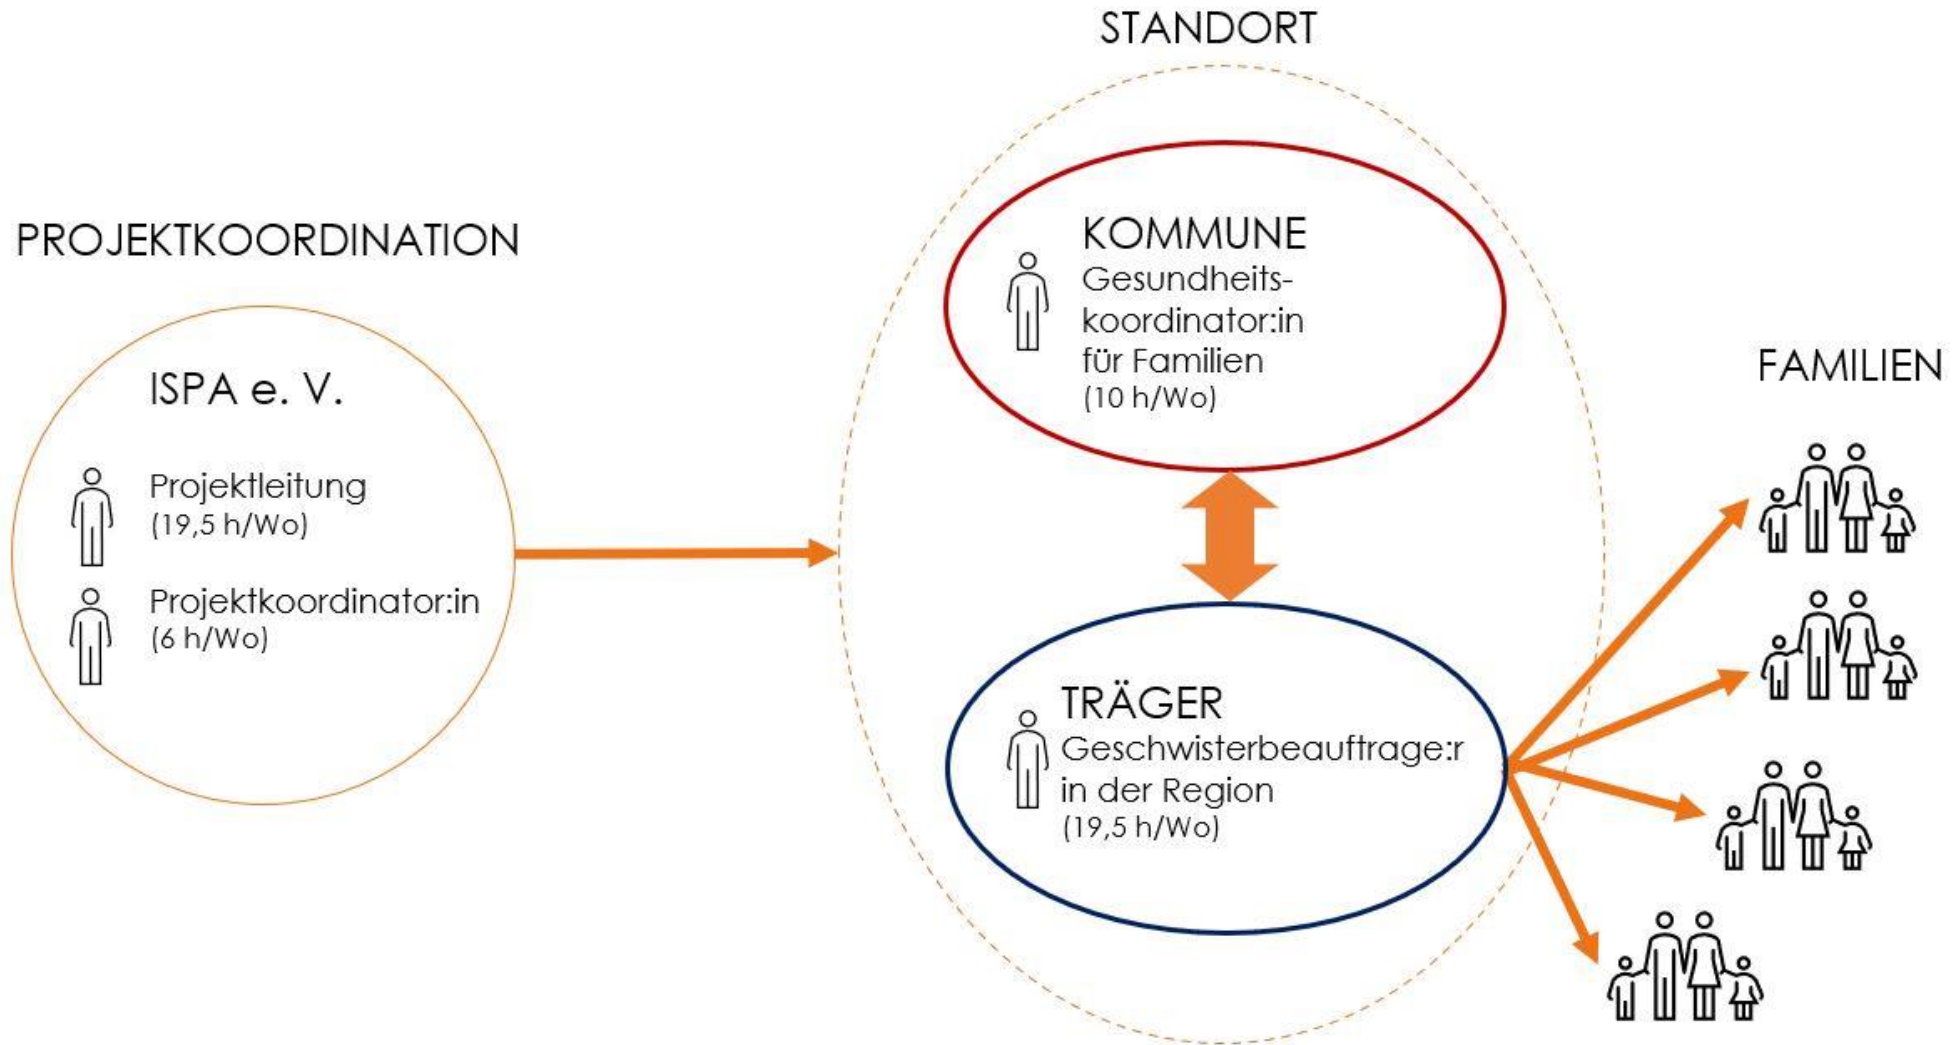 PROJEKTKOORDINATION
ISPA e. V.
Projektleitung
(19,5 h/Wo)
Projektkoordinator:in
(6 h/Wo)
STANDORT
KOMMUNE
Gesundheits-
koordinator:in
für Familien
(10 h/Wo)
TRÄGER
Geschwisterbeauftrage:r
in der Region
(19,5 h/Wo)
FAMILIEN